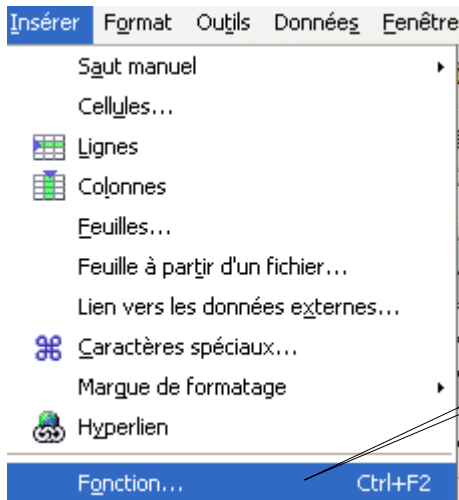 Insérer Format Outils Données Fenêtre
Saut manuel
Cellules...
Lignes
Colonnes
Feuilles...
Feuille à partir d'un fichier...
Lien vers les données externes...
Caractères spéciaux...
Marque de formatage
Hyperlien
Fonction... Ctrl+F2